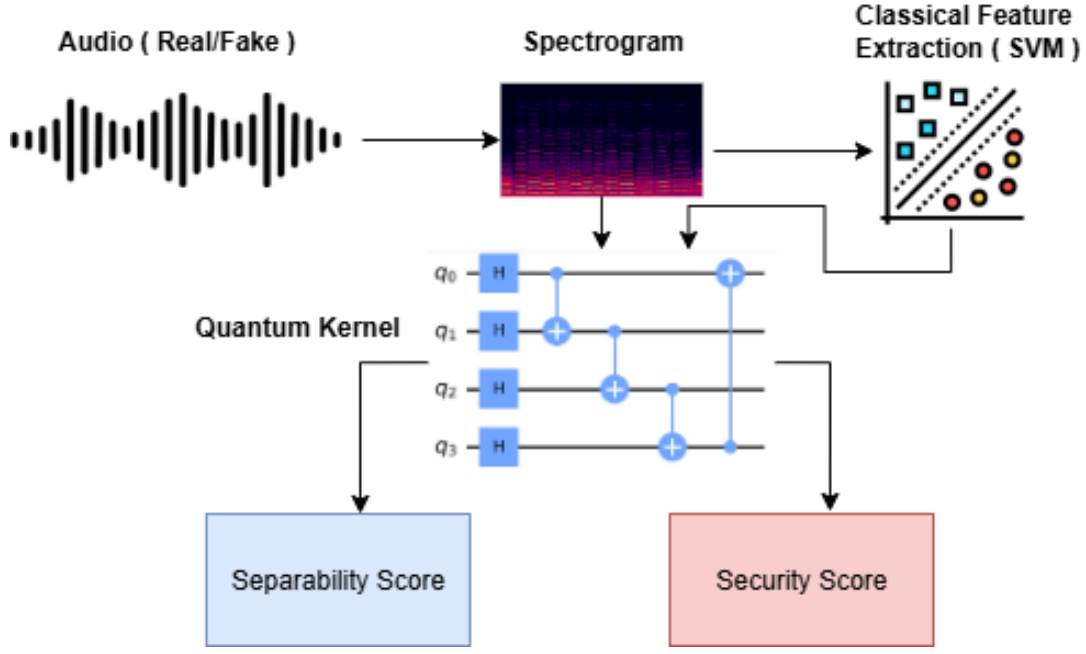 Audio ( Real/Fake )
Spectrogram
Classical Feature
Extraction ( SVM )
q0
H
Quantum Kernel
q1
H
q2
H
q3
H
Separability Score
Security Score